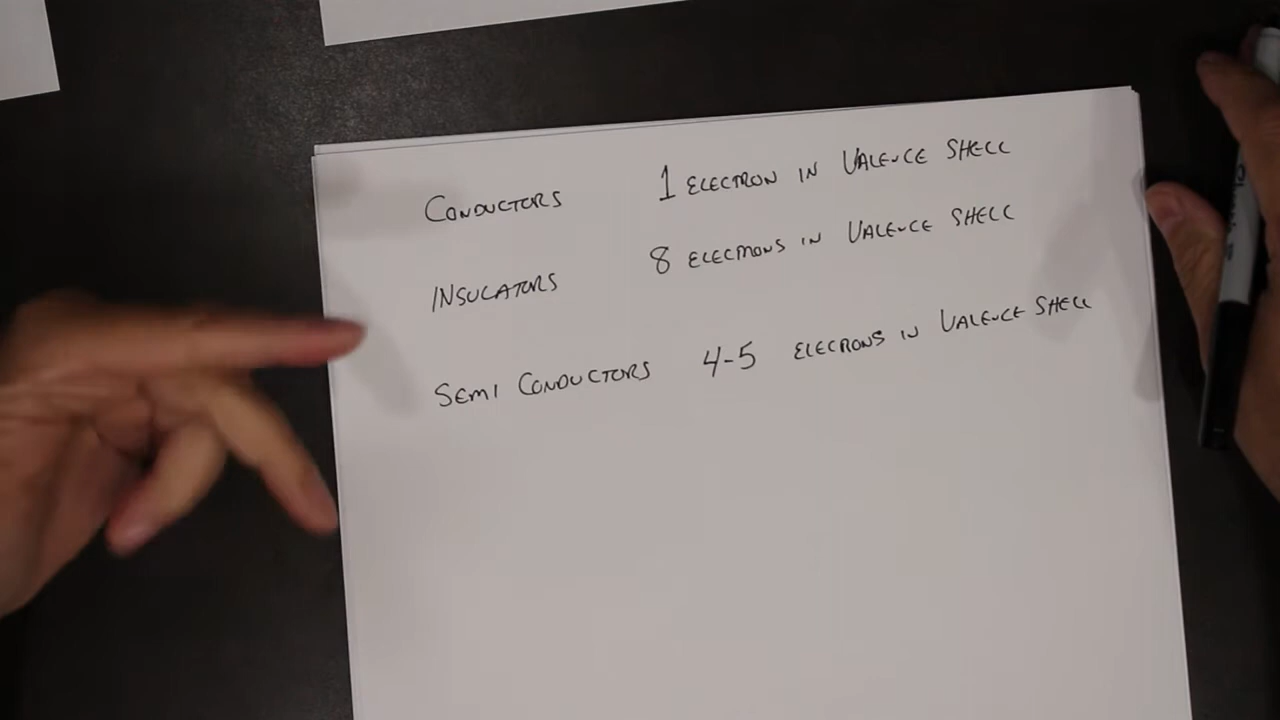 CONDUCTORS 1 ELECTRON IN VALENCE SHELL
INSULATORS 8 ELECTRONS IN VALENCE SHELL
SEMI CONDUCTORS 4-5 ELECRONS IN VALENCE SHELL